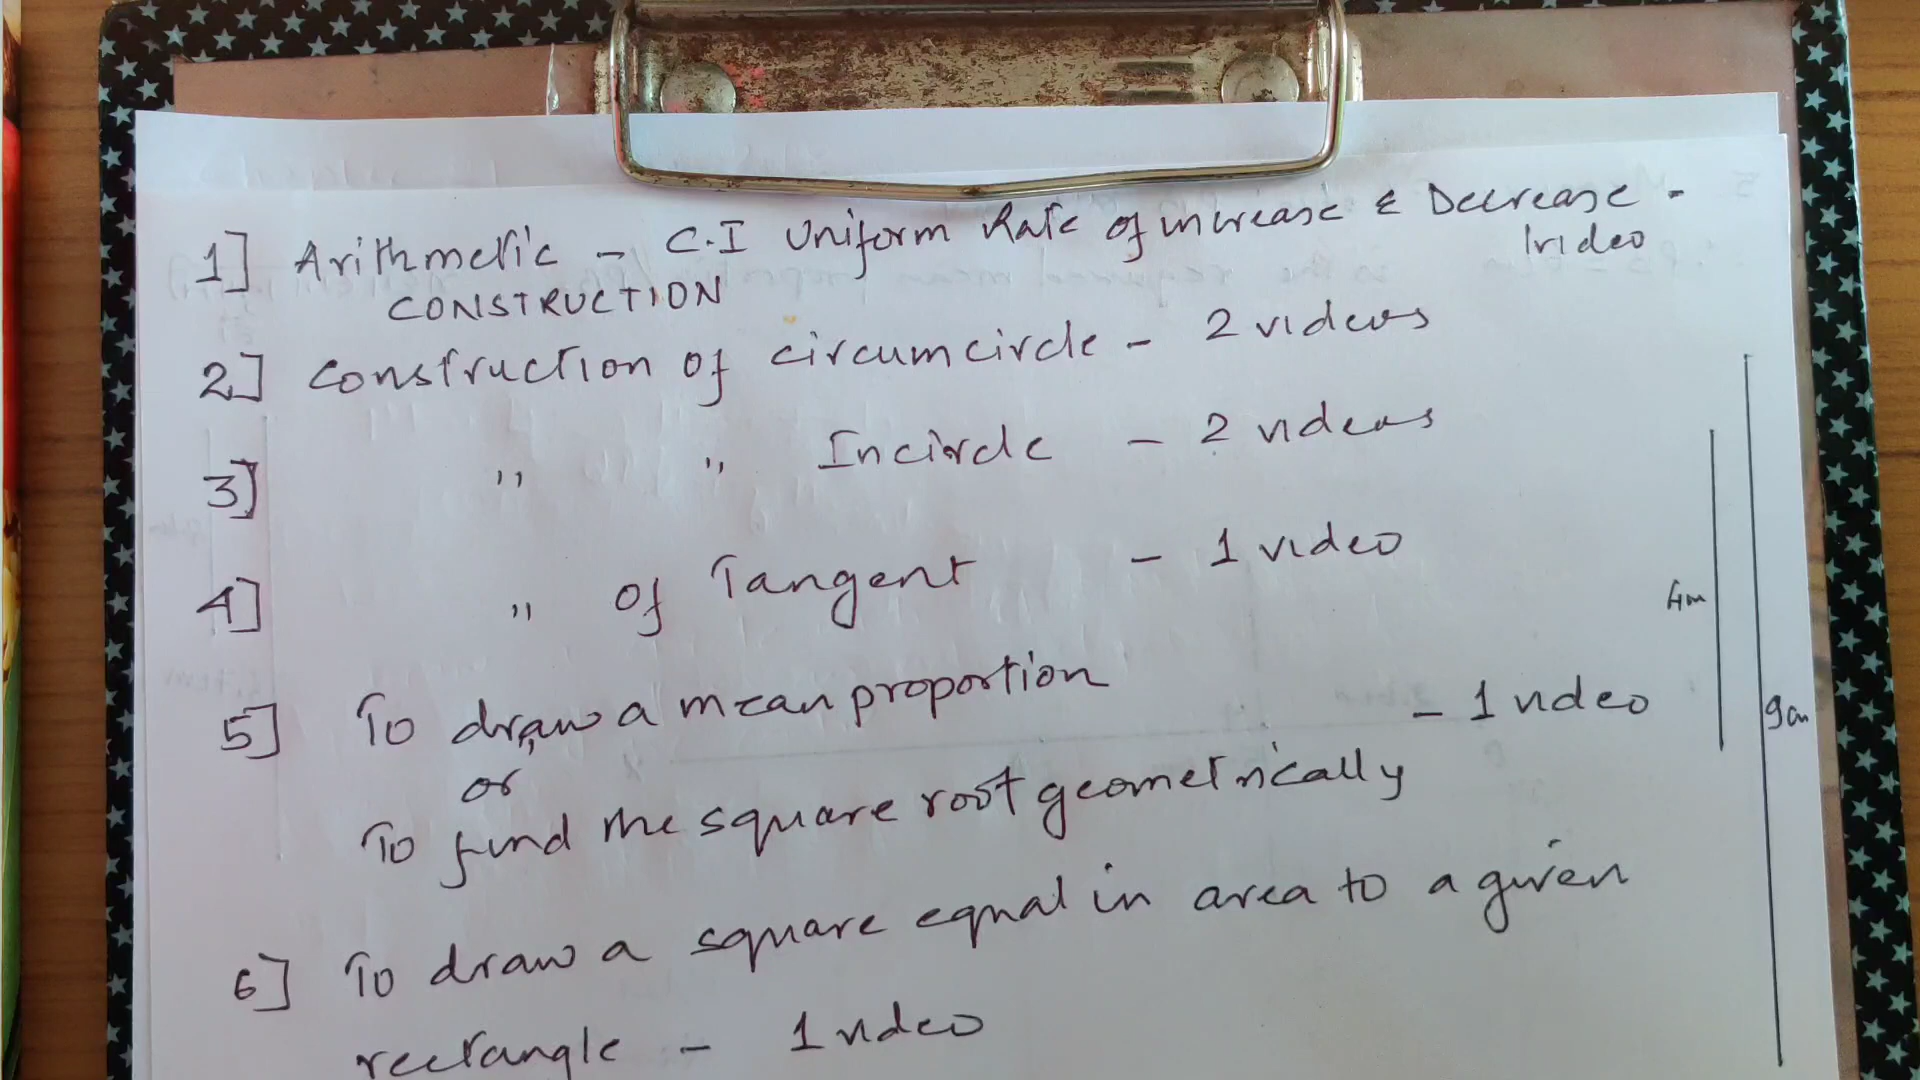 1] Arithmetic - C.I Uniform Rate of increase & Decrease -
1video
CONSTRUCTION
2] Construction of circumcircle - 2 videos
3] " " Incircle - 2 videos
4] " of Tangent - 1 video
5] To draw a mean proportion - 1 video
or
To find the square root geometrically
6] To draw a square equal in area to a given
rectangle - 1 video
9cm